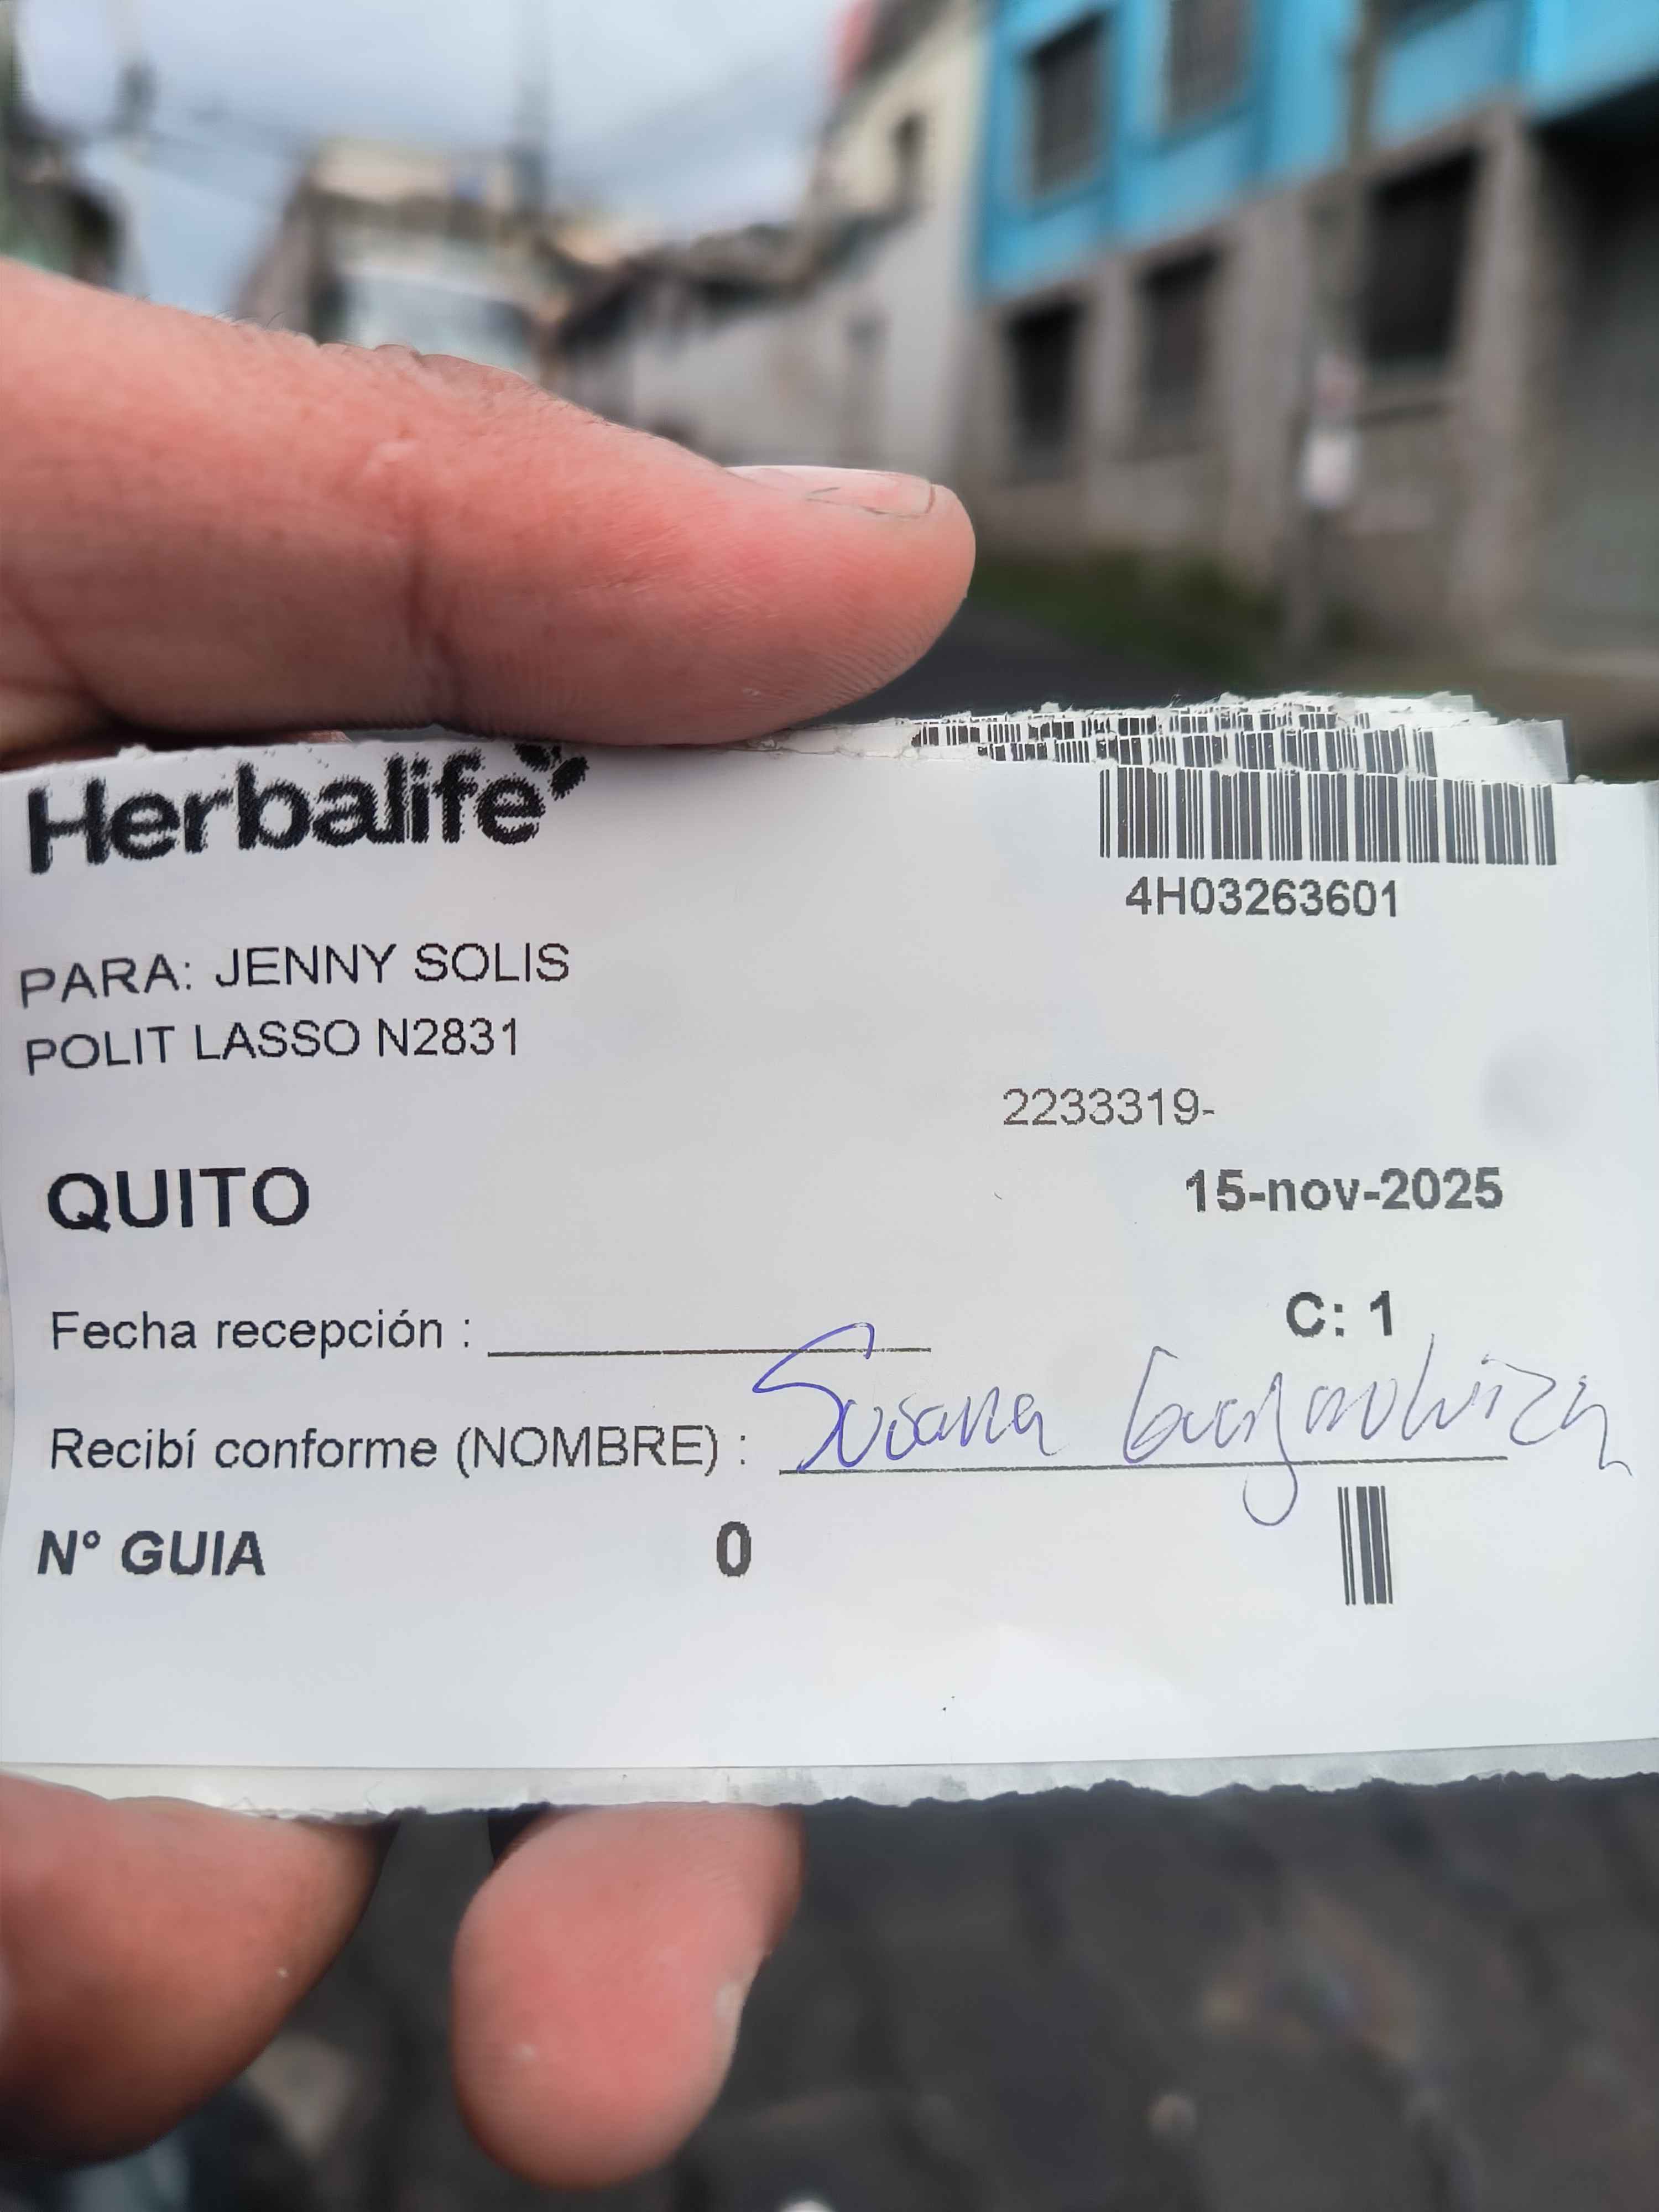 Herbalife
4H03263601
PARA: JENNY SOLIS
POLIT LASSO N2831
2233319-
QUITO
15-nov-2025
C: 1
Fecha recepción :
Recibí conforme (NOMBRE) : Susana
N° GUIA 0